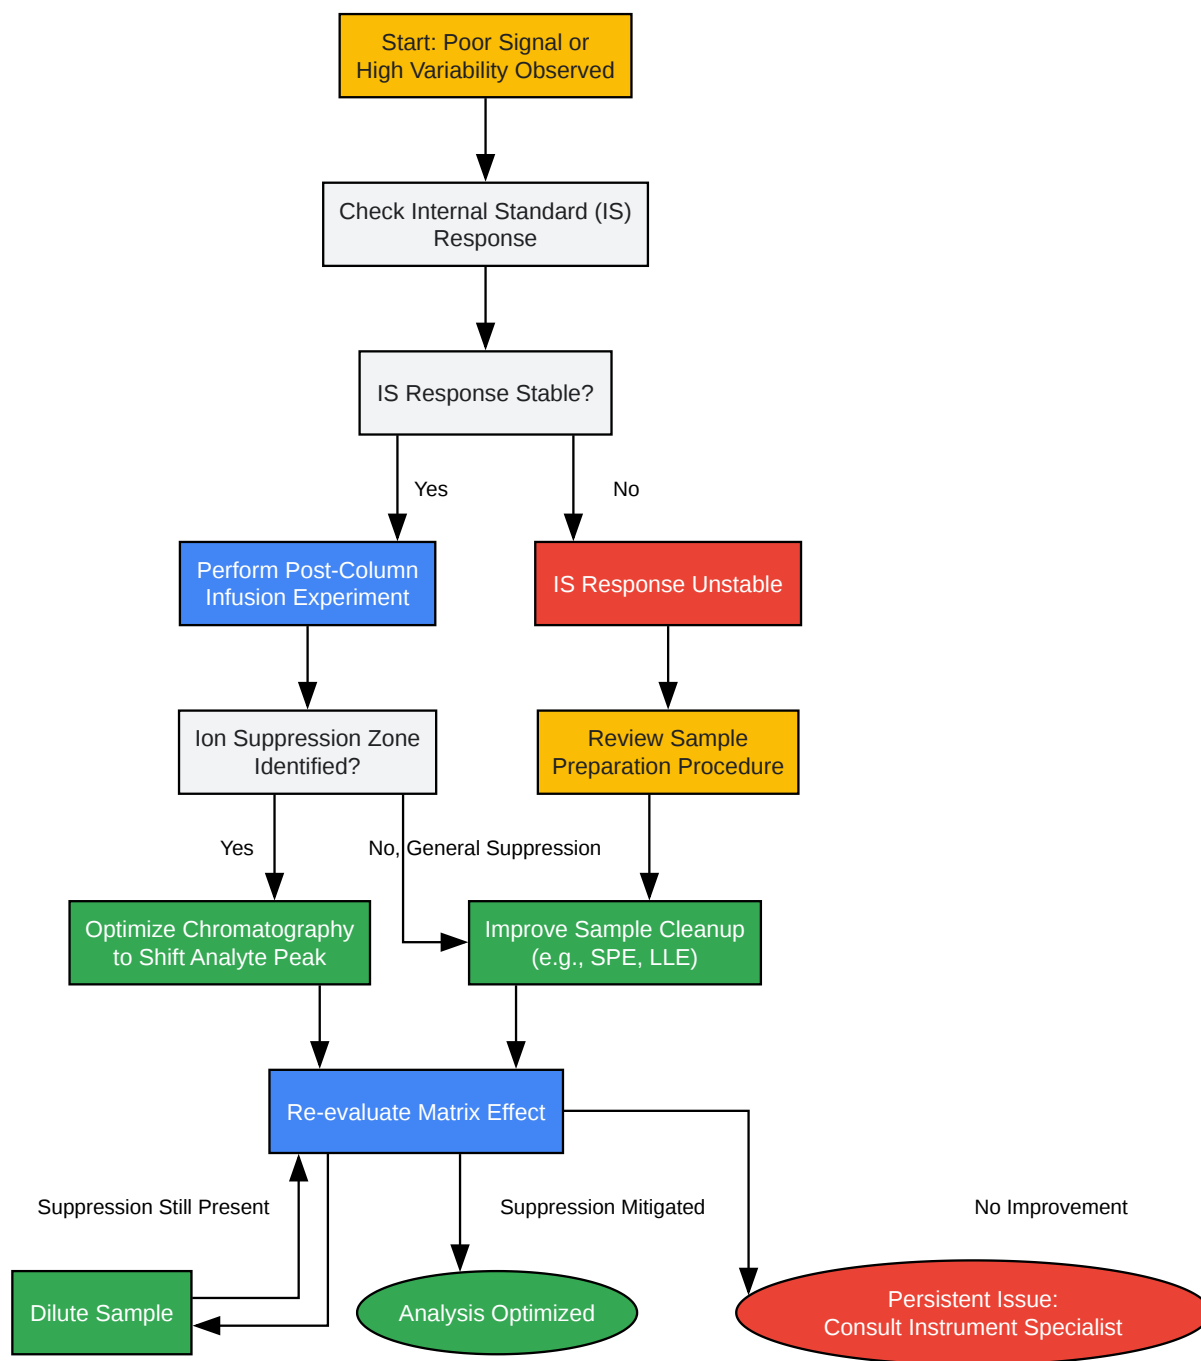 Start: Poor Signal or
High Variability Observed
Check Internal Standard (IS)
Response
IS Response Stable?
Yes
No
Perform Post-Column
Infusion Experiment
IS Response Unstable
Ion Suppression Zone
Identified?
Review Sample
Preparation Procedure
Yes
No, General Suppression
Optimize Chromatography
to Shift Analyte Peak
Improve Sample Cleanup
(e.g., SPE, LLE)
Re-evaluate Matrix Effect
Suppression Still Present
Suppression Mitigated
No Improvement
Dilute Sample
Analysis Optimized
Persistent Issue:
Consult Instrument Specialist